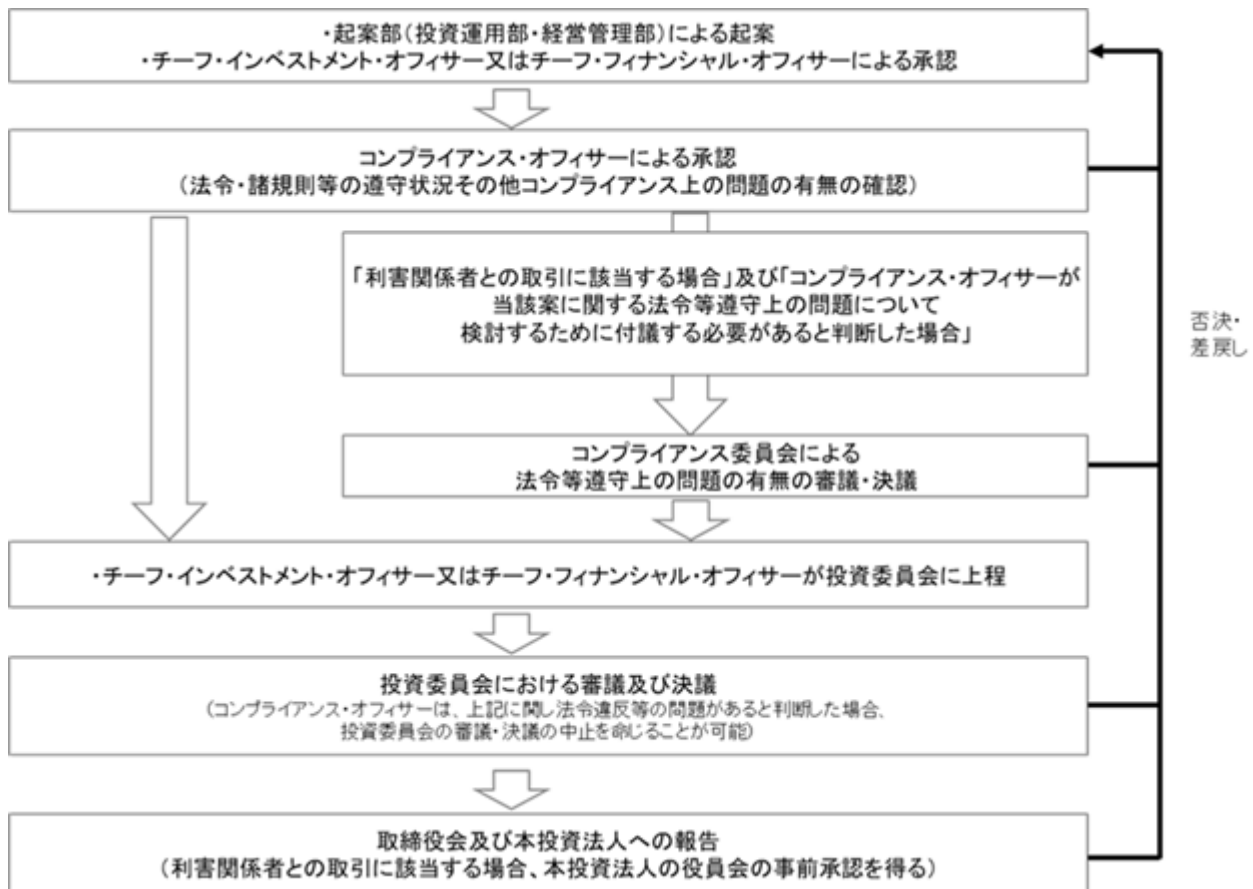 ・起案部（投資運用部・経営管理部）による起案
・チーフ・インベストメント・オフィサー又はチーフ・フィナンシャル・オフィサーによる承認
コンプライアンス・オフィサーによる承認
（法令・諸規則等の遵守状況その他コンプライアンス上の問題の有無の確認）
「利害関係者との取引に該当する場合」及び「コンプライアンス・オフィサーが
当該案に関する法令等遵守上の問題について
検討するために付議する必要があると判断した場合」
否決・
差戻し
コンプライアンス委員会による
法令等遵守上の問題の有無の審議・決議
・チーフ・インベストメント・オフィサー又はチーフ・フィナンシャル・オフィサーが投資委員会に上程
投資委員会における審議及び決議
（コンプライアンス・オフィサーは、上記に関し法令違反等の問題があると判断した場合、
投資委員会の審議・決議の中止を命じることが可能）
取締役会及び本投資法人への報告
（利害関係者との取引に該当する場合、本投資法人の役員会の事前承認を得る）